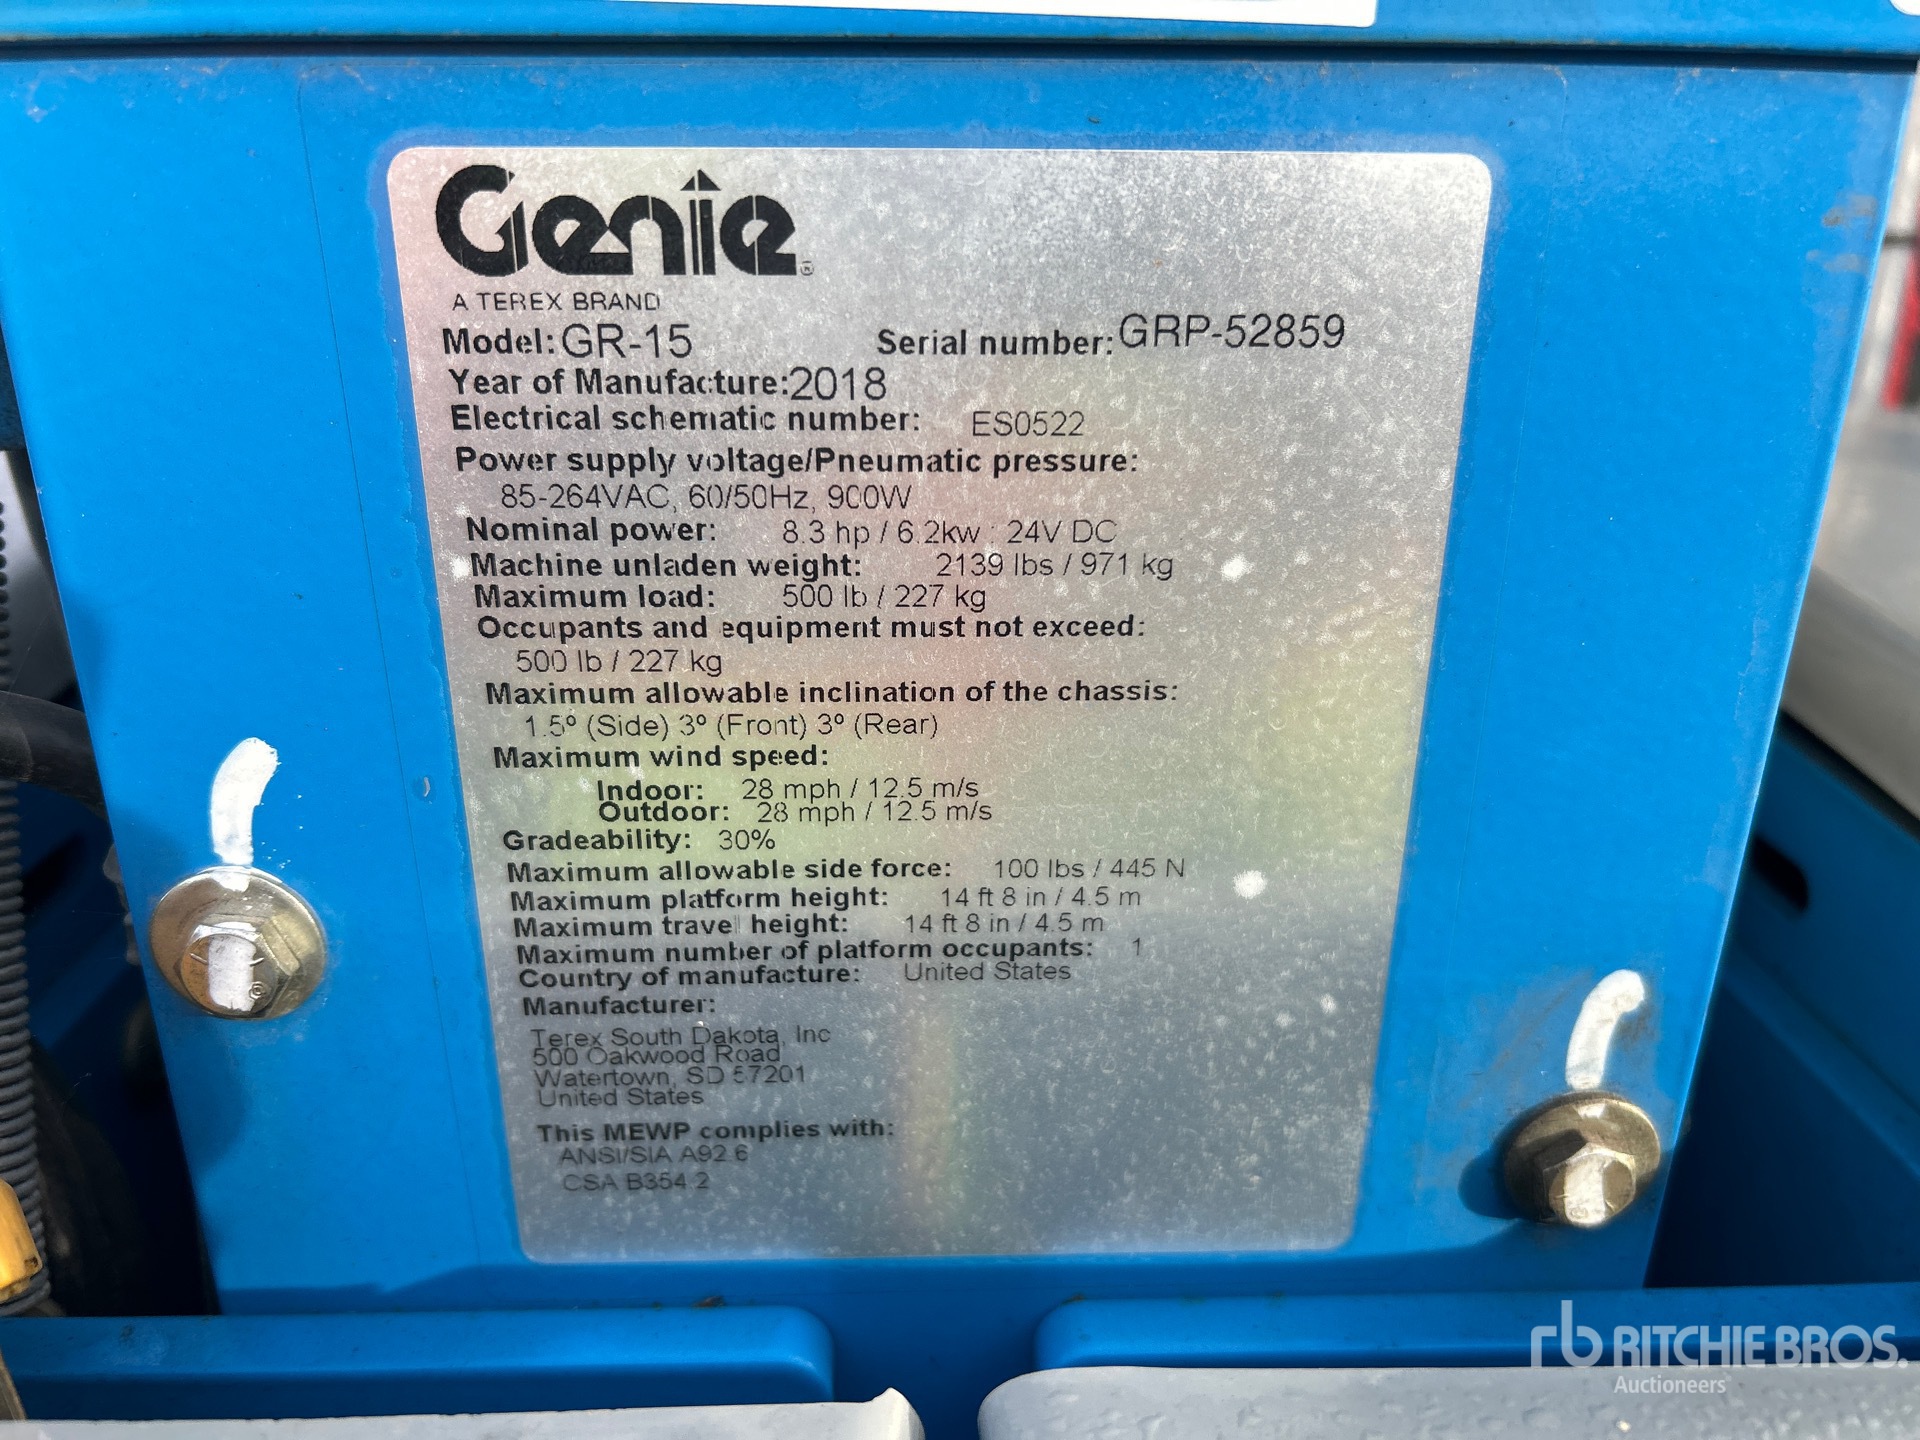 Genie®
A TEREX BRAND
Model: GR-15 Serial number: GRP-52859
Year of Manufacture: 2018
Electrical schematic number: ES0522
Power supply voltage/Pneumatic pressure:
85-264VAC, 60/50Hz, 900W
Nominal power: 8.3 hp / 6.2kw : 24V DC
Machine unladen weight: 2139 lbs / 971 kg
Maximum load: 500 lb / 227 kg
Occupants and equipment must not exceed:
500 lb / 227 kg
Maximum allowable inclination of the chassis:
1.5º (Side) 3º (Front) 3º (Rear)
Maximum wind speed:
Indoor: 28 mph / 12.5 m/s
Outdoor: 28 mph / 12.5 m/s
Gradeability: 30%
Maximum allowable side force: 100 lbs / 445 N
Maximum platform height: 14 ft 8 in / 4.5 m
Maximum travel height: 14 ft 8 in / 4.5 m
Maximum number of platform occupants: 1
Country of manufacture: United States
Manufacturer:
Terex South Dakota, Inc
500 Oakwood Road
Watertown, SD 57201
United States
This MEWP complies with:
ANSI/SIA A92.6
CSA B354.2
rb RITCHIE BROS.
Auctioneers